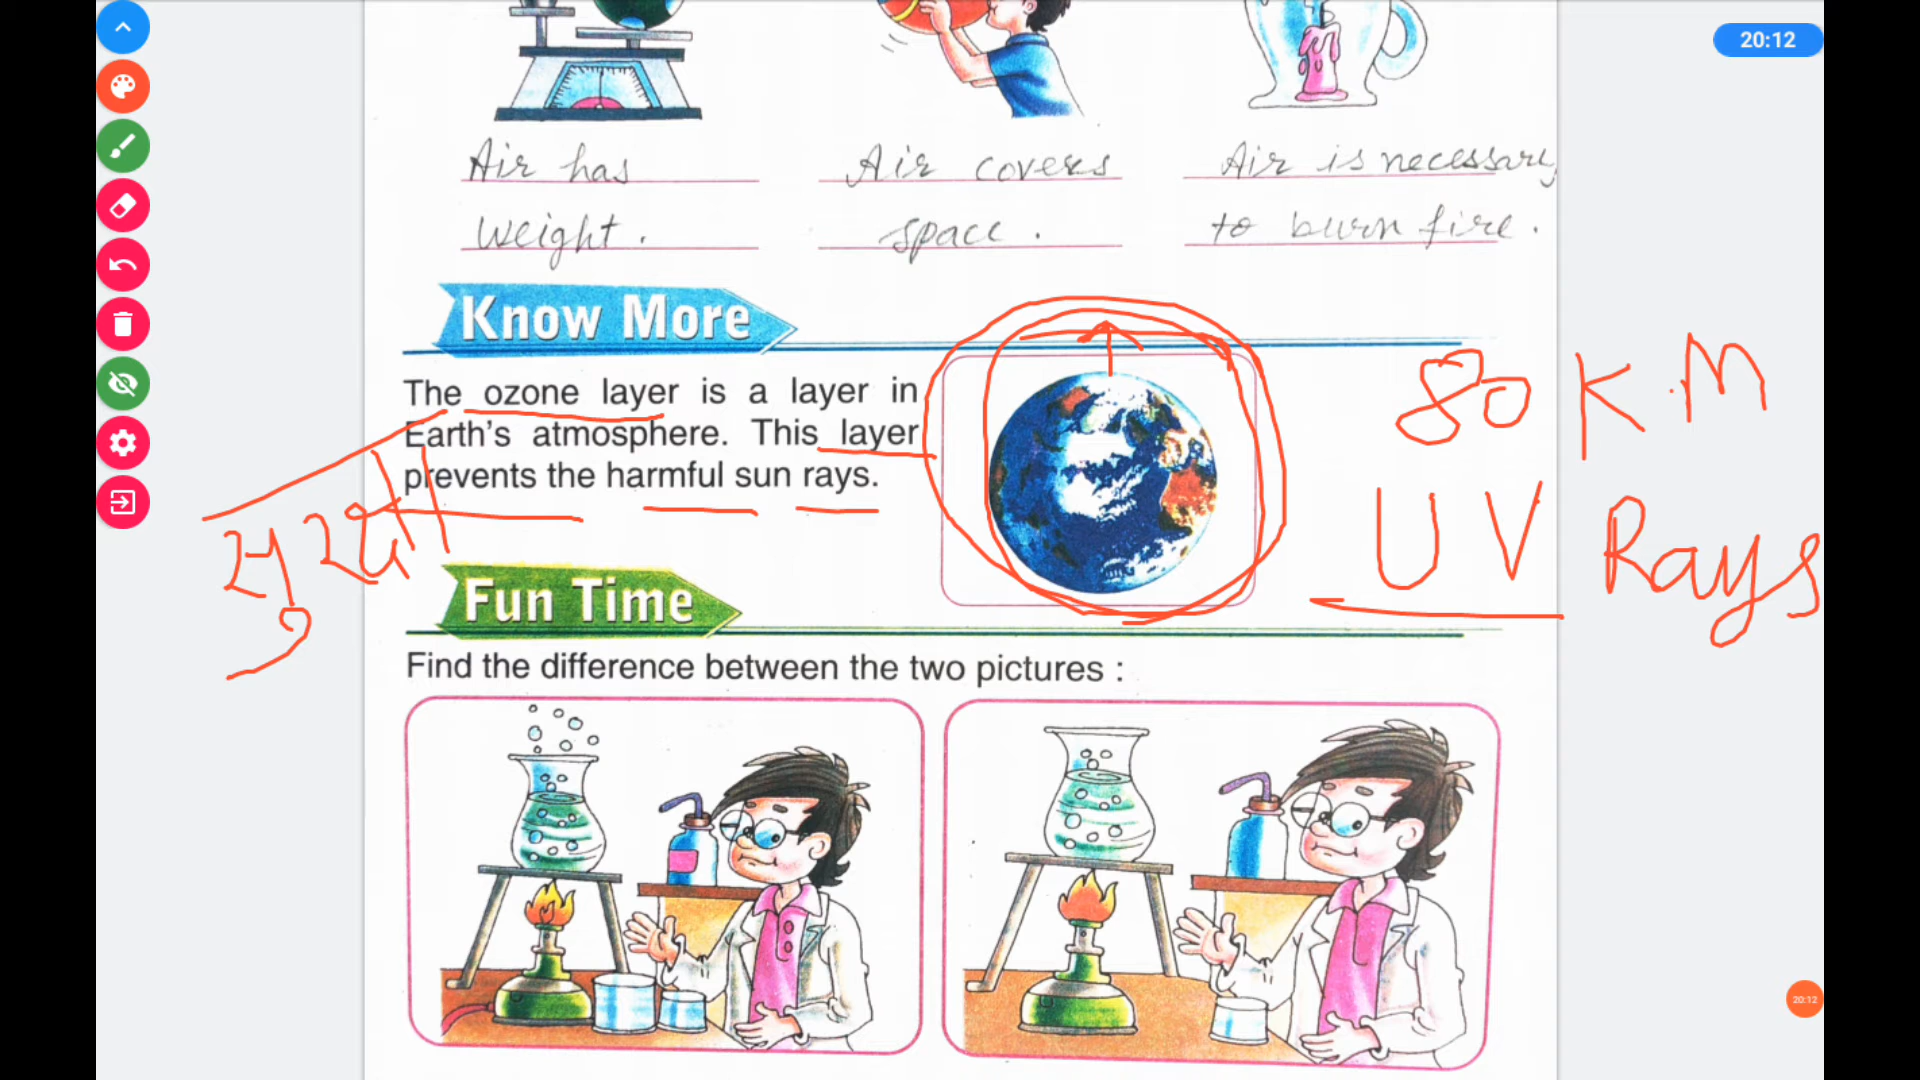 20:12
Air has
weight.
Air covers
space.
Air is necessary
to burn fire.
Know More
The ozone layer is a layer in
Earth's atmosphere. This layer
prevents the harmful sun rays.
80 K.M
UV Rays
Fun Time
Find the difference between the two pictures :
20:12